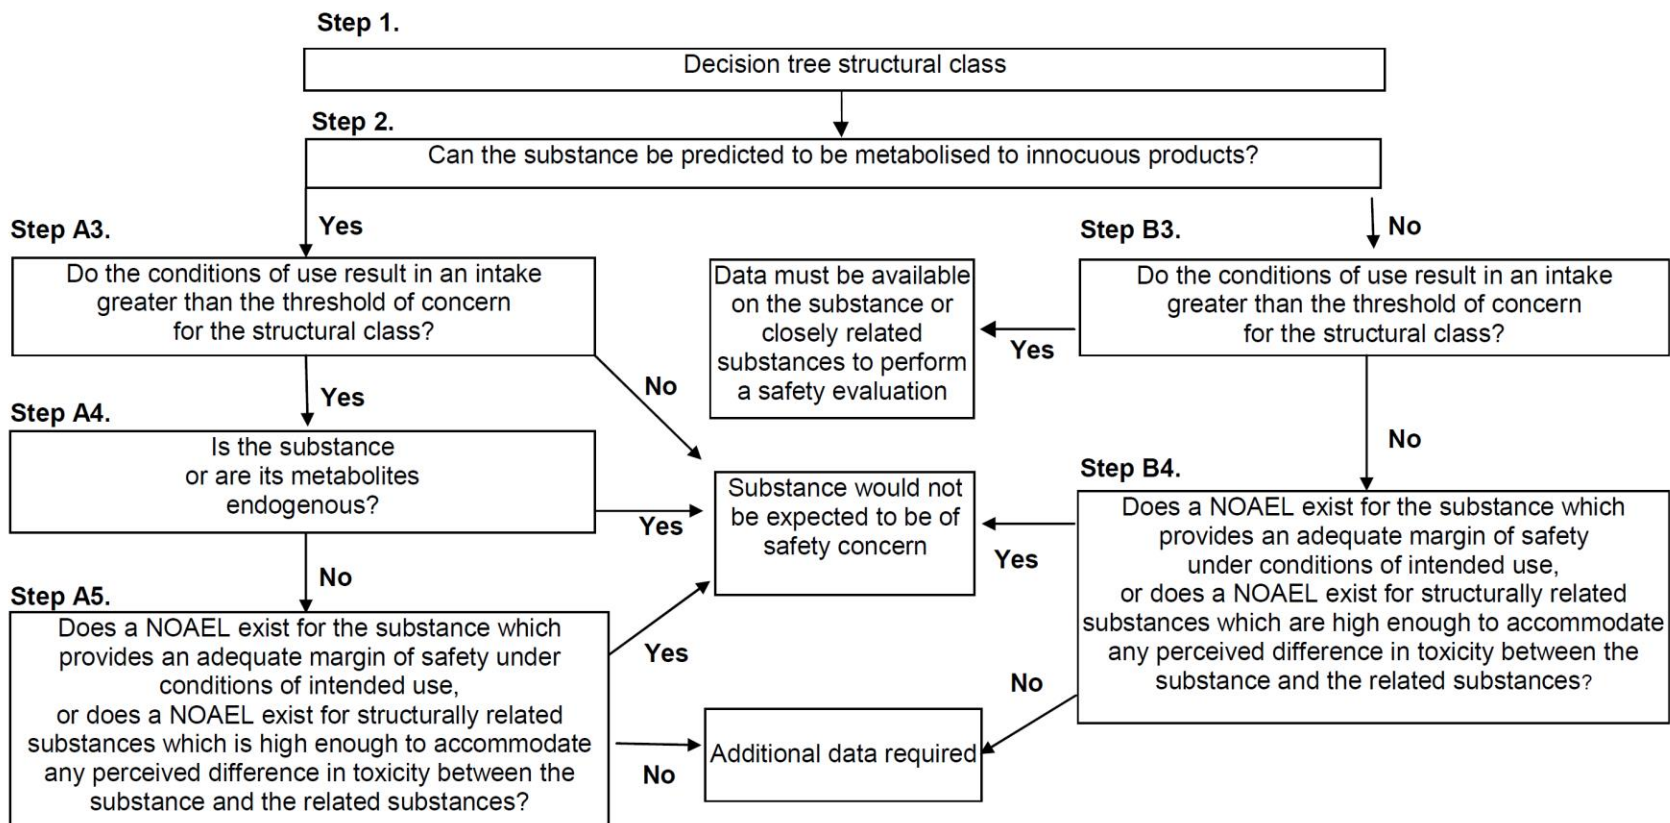 Step 1.
Decision tree structural class
Step 2.
Can the substance be predicted to be metabolised to innocuous products?
Yes
No
Step A3.
Do the conditions of use result in an intake
greater than the threshold of concern
for the structural class?
Data must be available
on the substance or
closely related
substances to perform
a safety evaluation
Step B3.
Do the conditions of use result in an intake
greater than the threshold of concern
for the structural class?
Yes
No
Yes
No
Step A4.
Is the substance
or are its metabolites
endogenous?
Yes
No
Substance would not
be expected to be of
safety concern
Step B4.
Does a NOAEL exist for the substance which
provides an adequate margin of safety
under conditions of intended use,
or does a NOAEL exist for structurally related
substances which are high enough to accommodate
any perceived difference in toxicity between the
substance and the related substances?
Yes
No
Step A5.
Does a NOAEL exist for the substance which
provides an adequate margin of safety under
conditions of intended use,
or does a NOAEL exist for structurally related
substances which is high enough to accommodate
any perceived difference in toxicity between the
substance and the related substances?
Yes
No
Additional data required